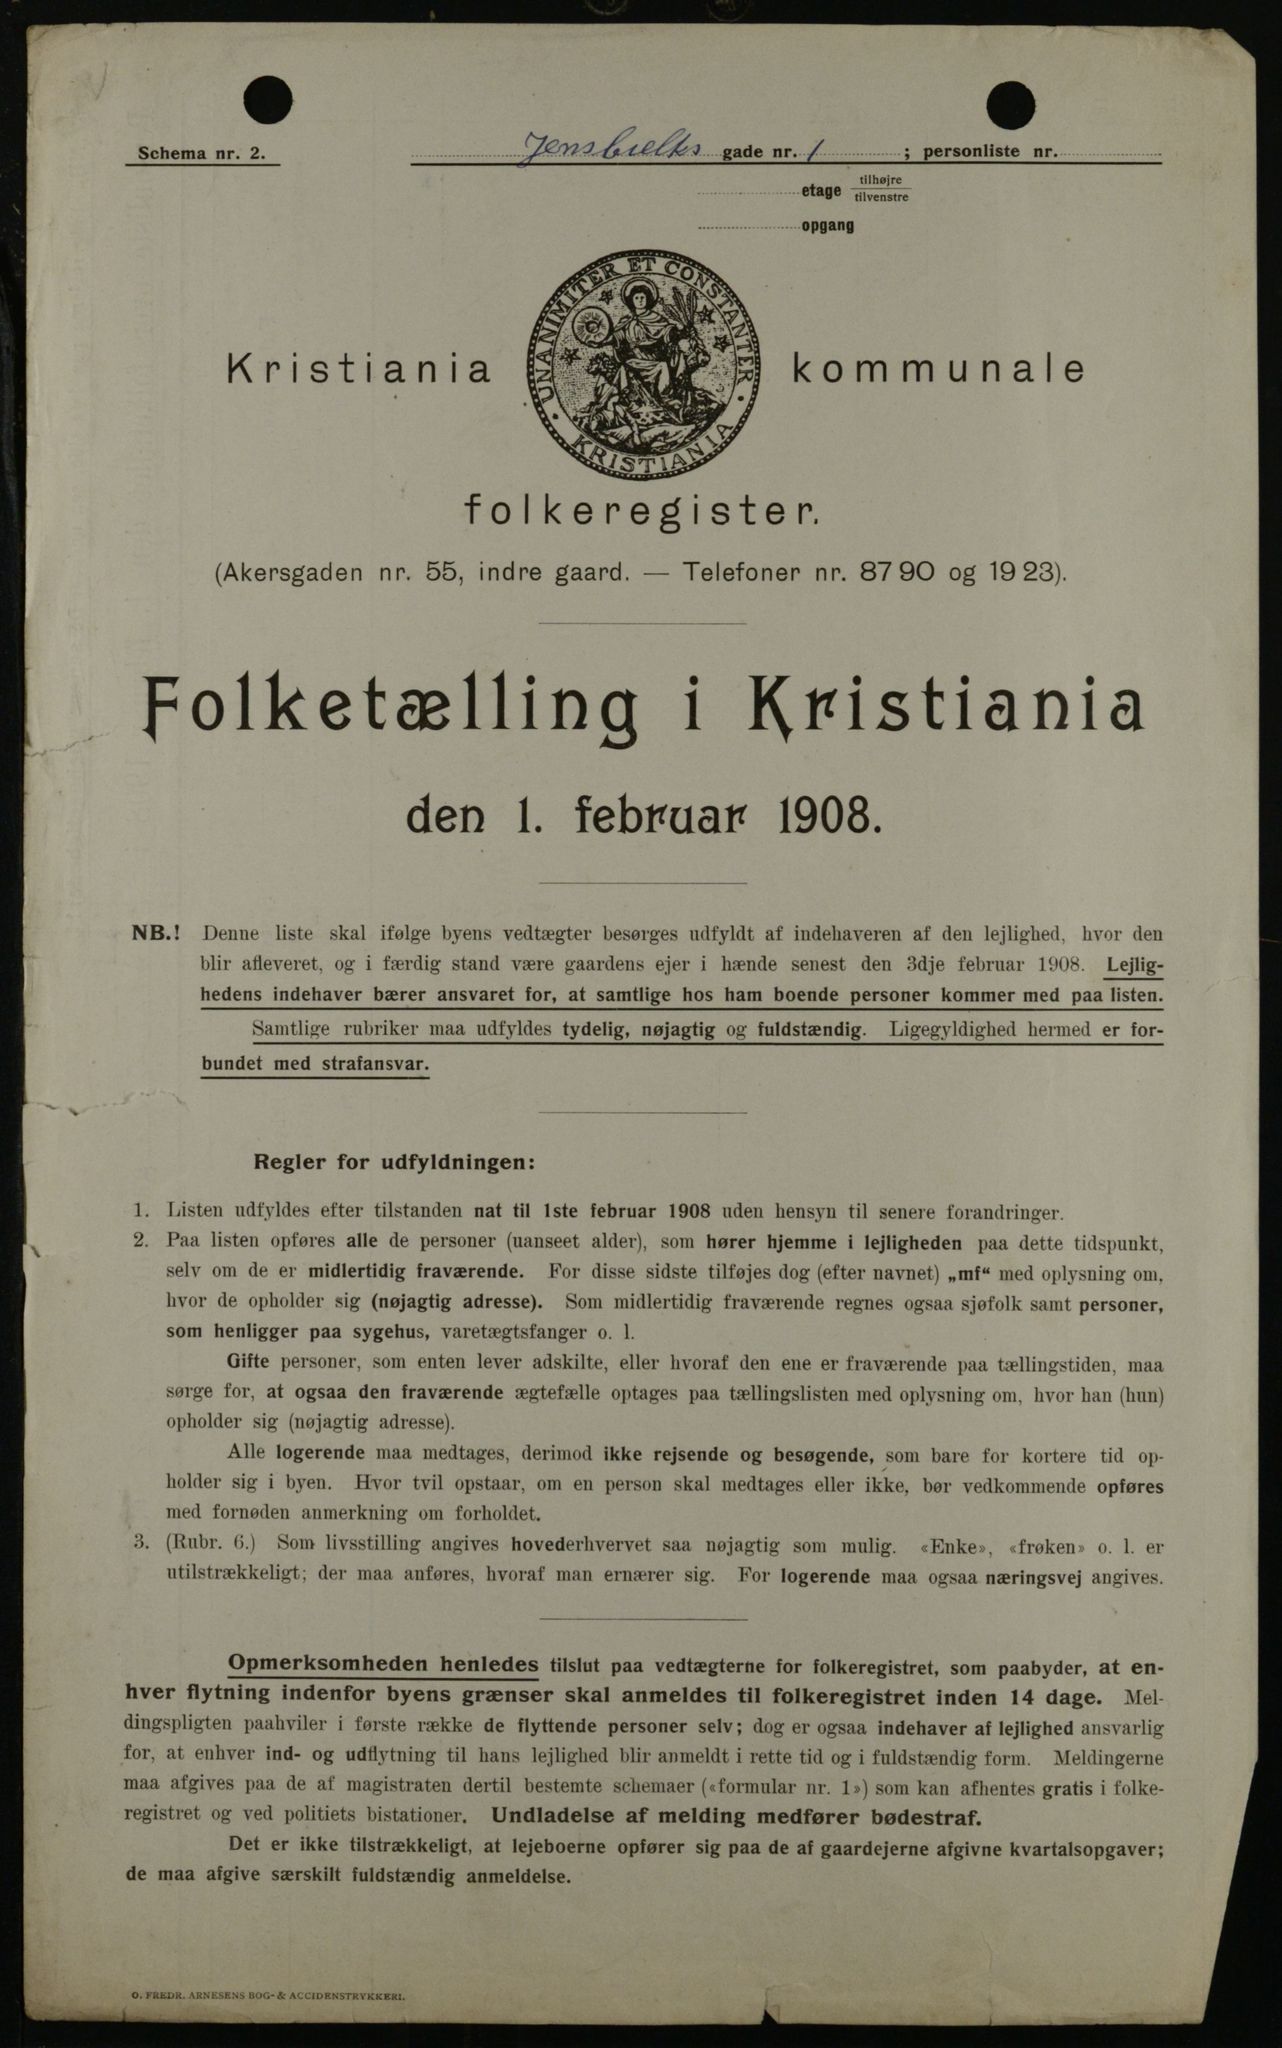 Schema nr. 2. Jensbielks gade nr. 1 ; personliste nr.
etage tilhøjre
tilvenstre
opgang
UNANIMITER ET CONSTANTER
KRISTIANIA
Kristiania kommunale
folkeregister.
(Akersgaden nr. 55, indre gaard. — Telefoner nr. 87 90 og 19 23).
Folketælling i Kristiania
den 1. februar 1908.
NB.! Denne liste skal ifølge byens vedtægter besørges udfyldt af indehaveren af den lejlighed, hvor den
blir afleveret, og i færdig stand være gaardens ejer i hænde senest den 3dje februar 1908. Lejlig-
hedens indehaver bærer ansvaret for, at samtlige hos ham boende personer kommer med paa listen.
Samtlige rubriker maa udfyldes tydelig, nøjagtig og fuldstændig. Ligegyldighed hermed er for-
bundet med strafansvar.
Regler for udfyldningen:
1. Listen udfyldes efter tilstanden nat til 1ste februar 1908 uden hensyn til senere forandringer.
2. Paa listen opføres alle de personer (uanseet alder), som hører hjemme i lejligheden paa dette tidspunkt,
selv om de er midlertidig fraværende. For disse sidste tilføjes dog (efter navnet) „mf“ med oplysning om,
hvor de opholder sig (nøjagtig adresse). Som midlertidig fraværende regnes ogsaa sjøfolk samt personer,
som henligger paa sygehus, varetægtsfanger o. l.
Gifte personer, som enten lever adskilte, eller hvoraf den ene er fraværende paa tællingstiden, maa
sørge for, at ogsaa den fraværende ægtefælle optages paa tællingslisten med oplysning om, hvor han (hun)
opholder sig (nøjagtig adresse).
Alle logerende maa medtages, derimod ikke rejsende og besøgende, som bare for kortere tid op-
holder sig i byen. Hvor tvil opstaar, om en person skal medtages eller ikke, bør vedkommende opføres
med fornøden anmerkning om forholdet.
3. (Rubr. 6.) Som livsstilling angives hovederhvervet saa nøjagtig som mulig. «Enke», «frøken» o. l. er
utilstrækkeligt; der maa anføres, hvoraf man ernærer sig. For logerende maa ogsaa næringsvej angives.
Opmerksomheden henledes tilslut paa vedtægterne for folkeregistret, som paabyder, at en-
hver flytning indenfor byens grænser skal anmeldes til folkeregistret inden 14 dage. Mel-
dingspligten paahviler i første række de flyttende personer selv; dog er ogsaa indehaver af lejlighed ansvarlig
for, at enhver ind- og udflytning til hans lejlighed blir anmeldt i rette tid og i fuldstændig form. Meldingerne
maa afgives paa de af magistraten dertil bestemte schemaer («formular nr. 1») som kan afhentes gratis i folke-
registret og ved politiets bistationer. Undladelse af melding medfører bødestraf.
Det er ikke tilstrækkeligt, at lejeboerne opfører sig paa de af gaardejerne afgivne kvartalsopgaver;
de maa afgive særskilt fuldstændig anmeldelse.
O. FREDR. ARNESENS BOG- & ACCIDENSTRYKKERI.